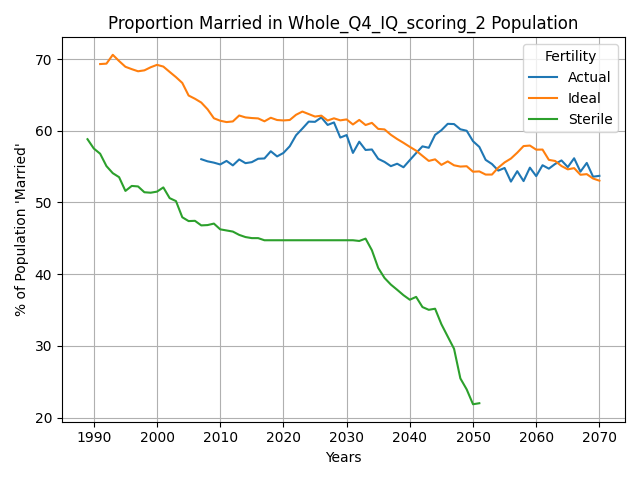 Proportion Married in Whole_Q4_IQ_scoring_2 Population
% of Population 'Married'
70
60
50
40
30
20
Fertility
Actual
Ideal
Sterile
1990 2000 2010 2020 2030 2040 2050 2060 2070
Years